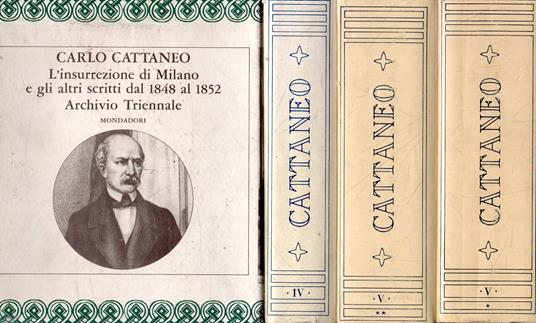 CARLO CATTANEO
L'insurrezione di Milano
e gli altri scritti dal 1848 al 1852
Archivio Triennale
MONDADORI
CATTANEO
· IV ·
CATTANEO
· V ·
**
CATTANEO
· V ·
*